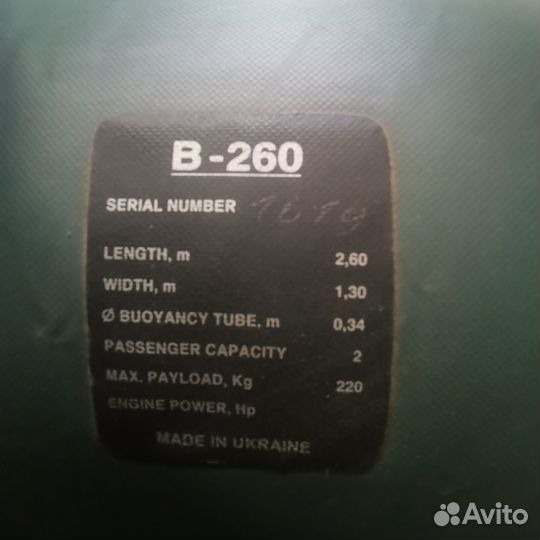 B-260
SERIAL NUMBER
LENGTH, m 2,60
WIDTH, m 1,30
Ø BUOYANCY TUBE, m 0,34
PASSENGER CAPACITY 2
MAX. PAYLOAD, Kg 220
ENGINE POWER, Hp
MADE IN UKRAINE
Avito